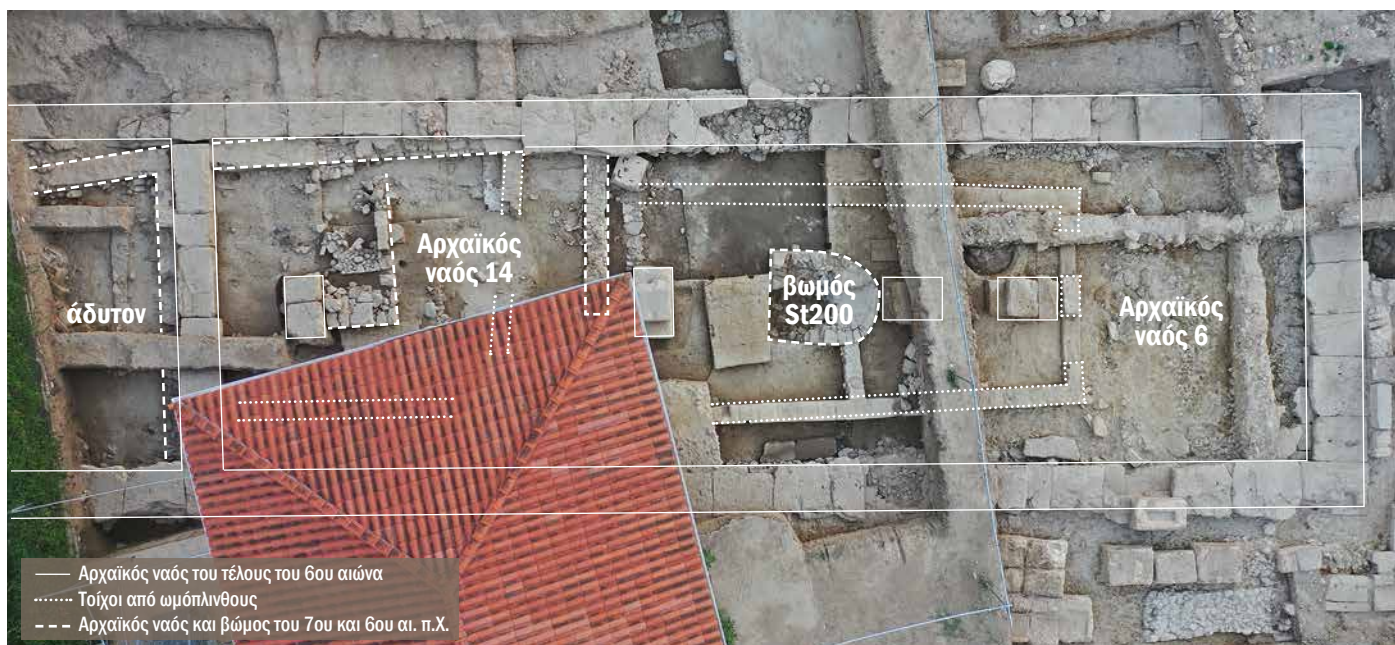 Αρχαϊκός
ναός 14
άδυτον
βωμός
St200
Αρχαϊκός
ναός 6
Αρχαϊκός ναός του τέλους του 6ου αιώνα
Τοίχοι από ωμόπλινθους
Αρχαϊκός ναός και βώμος του 7ου και 6ου αι. π.Χ.